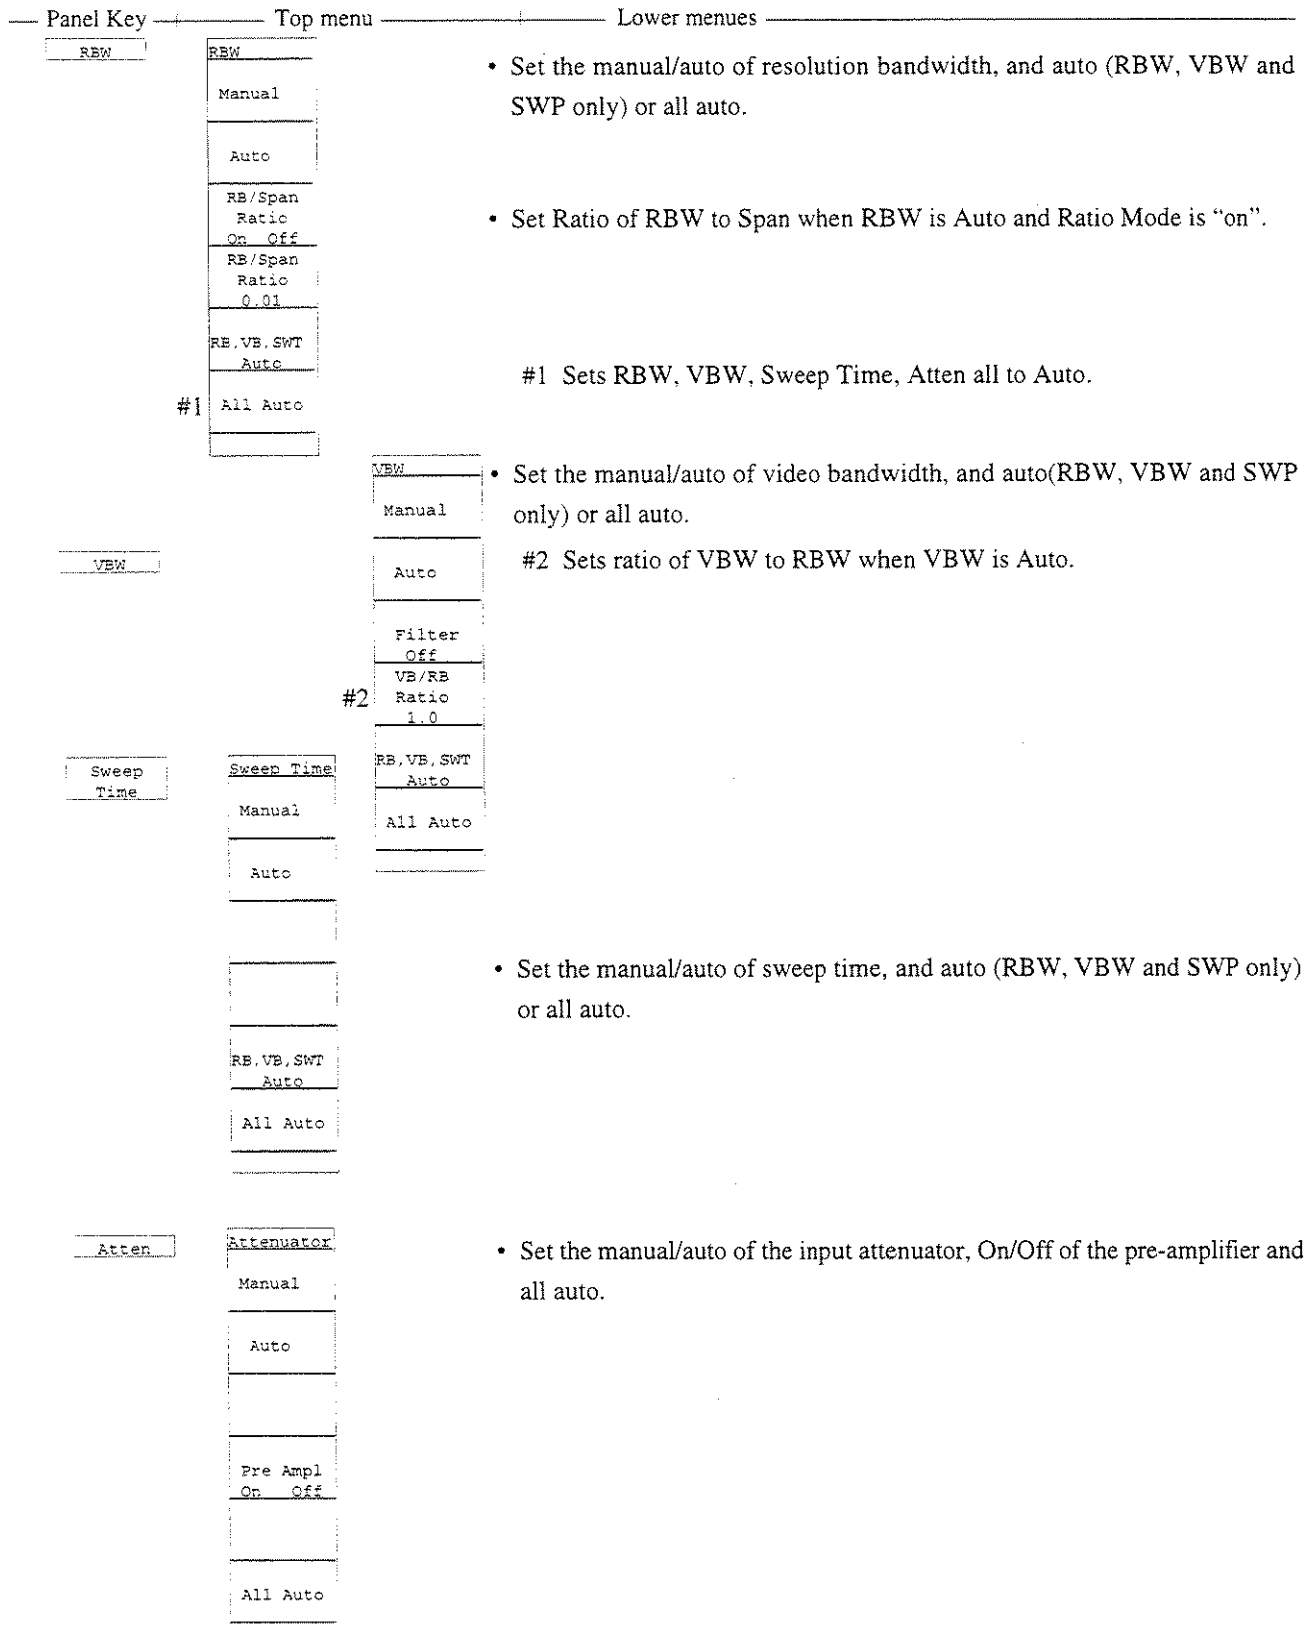 Panel Key Top menu Lower menues
RBW
RBW
Manual
Auto
RB/Span
Ratio
On Off
RB/Span
Ratio
0.01
RB,VB,SWT
Auto
#1 All Auto
• Set the manual/auto of resolution bandwidth, and auto (RBW, VBW and
SWP only) or all auto.
• Set Ratio of RBW to Span when RBW is Auto and Ratio Mode is “on”.
#1 Sets RBW, VBW, Sweep Time, Atten all to Auto.
VBW
VBW
Manual
Auto
Filter
Off
#2 VB/RB
Ratio
1.0
RB,VB,SWT
Auto
All Auto
• Set the manual/auto of video bandwidth, and auto(RBW, VBW and SWP
only) or all auto.
#2 Sets ratio of VBW to RBW when VBW is Auto.
Sweep
Time
Sweep Time
Manual
Auto
RB,VB,SWT
Auto
All Auto
• Set the manual/auto of sweep time, and auto (RBW, VBW and SWP only)
or all auto.
Atten
Attenuator
Manual
Auto
Pre Ampl
On Off
All Auto
• Set the manual/auto of the input attenuator, On/Off of the pre-amplifier and
all auto.